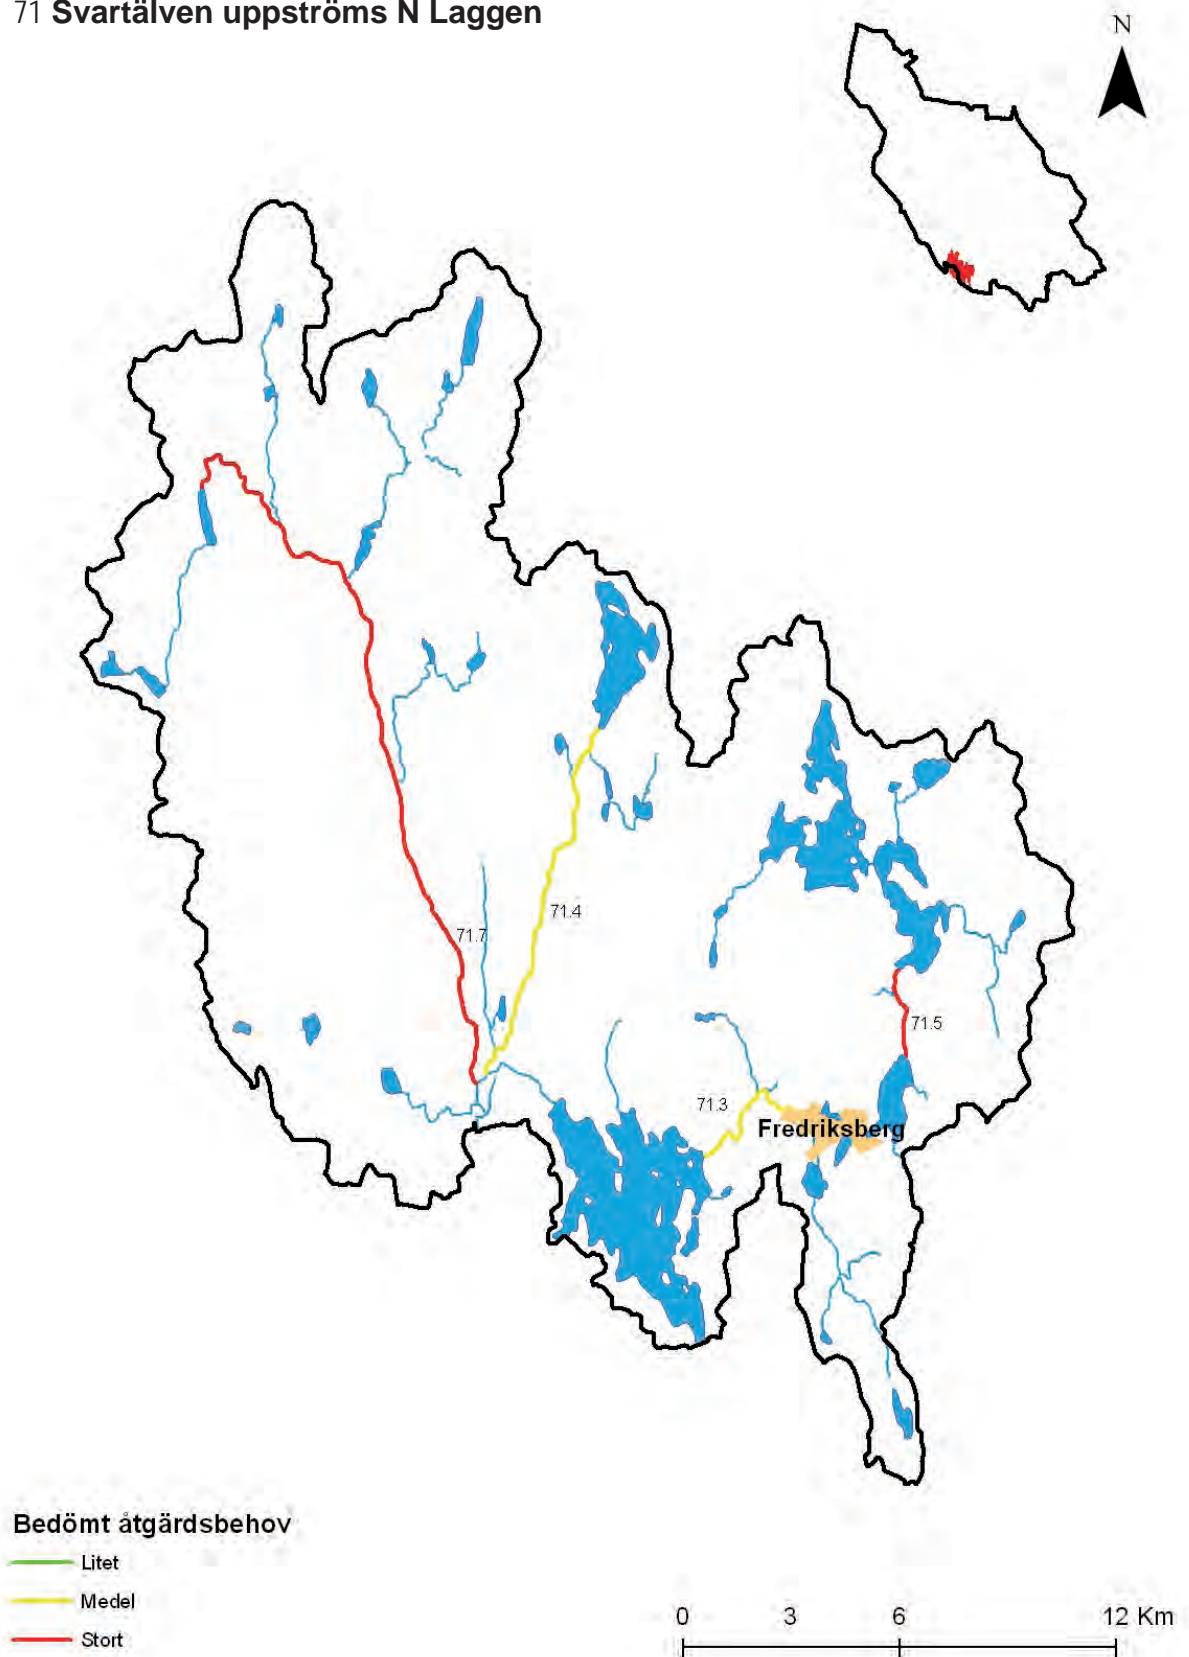 71 Svartälven uppströms N Laggen
N
71.7
71.4
71.5
71.3
Fredriksberg
Bedömt åtgärdsbehov
Litet
Medel
Stort
0 3 6 12 Km